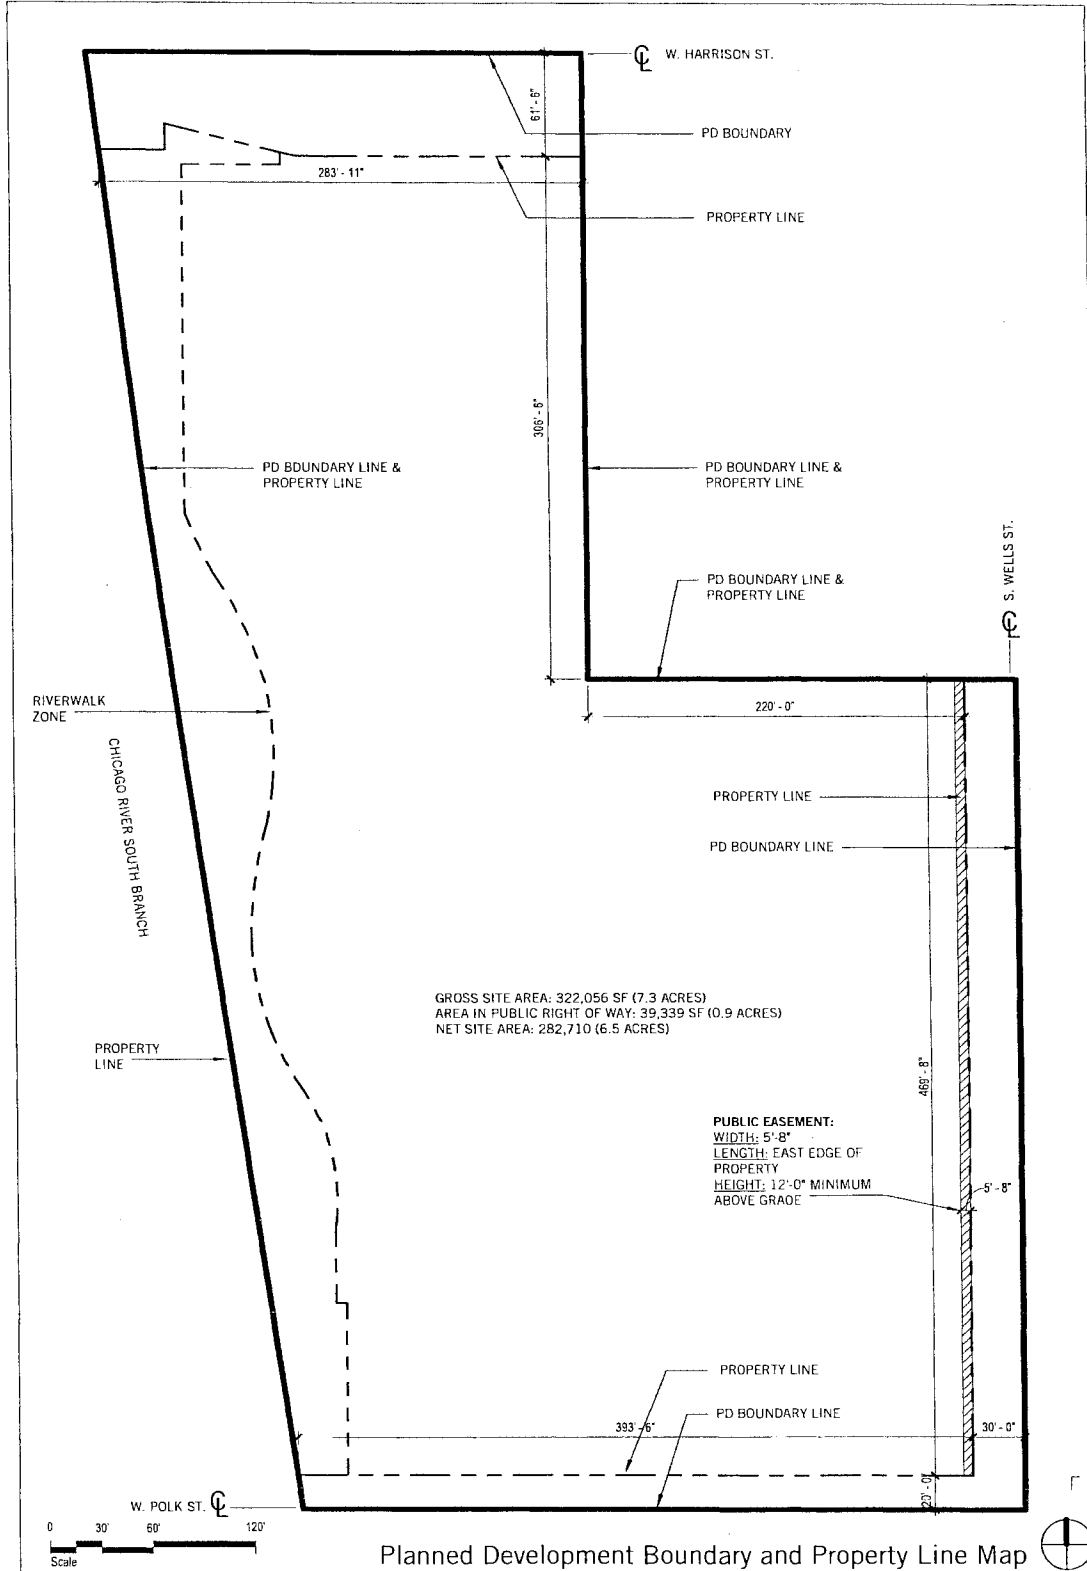 ℄ W. HARRISON ST.
61' - 6"
PD BOUNDARY
283' - 11"
PROPERTY LINE
306' - 6"
PD BDUNDARY LINE &
PROPERTY LINE
PD BOUNDARY LINE &
PROPERTY LINE
℄ S. WELLS ST.
PD BOUNDARY LINE &
PROPERTY LINE
RIVERWALK
ZONE
220' - 0"
CHICAGO RIVER SOUTH BRANCH
PROPERTY LINE
PD BOUNDARY LINE
GROSS SITE AREA: 322,056 SF (7.3 ACRES)
AREA IN PUBLIC RIGHT OF WAY: 39,339 SF (0.9 ACRES)
NET SITE AREA: 282,710 (6.5 ACRES)
PROPERTY
LINE
469' - 8"
PUBLIC EASEMENT:
WIDTH: 5'-8"
LENGTH: EAST EDGE OF
PROPERTY
HEIGHT: 12'-0" MINIMUM
ABOVE GRAOE
5' - 8"
PROPERTY LINE
PD BOUNDARY LINE
393' - 6"
30' - 0"
W. POLK ST. ℄
0 30' 60' 120'
Scale
Planned Development Boundary and Property Line Map